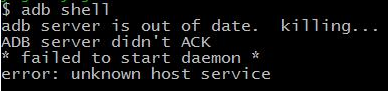 $ adb shell
adb server is out of date.  killing...
ADB server didn't ACK
* failed to start daemon *
error: unknown host service